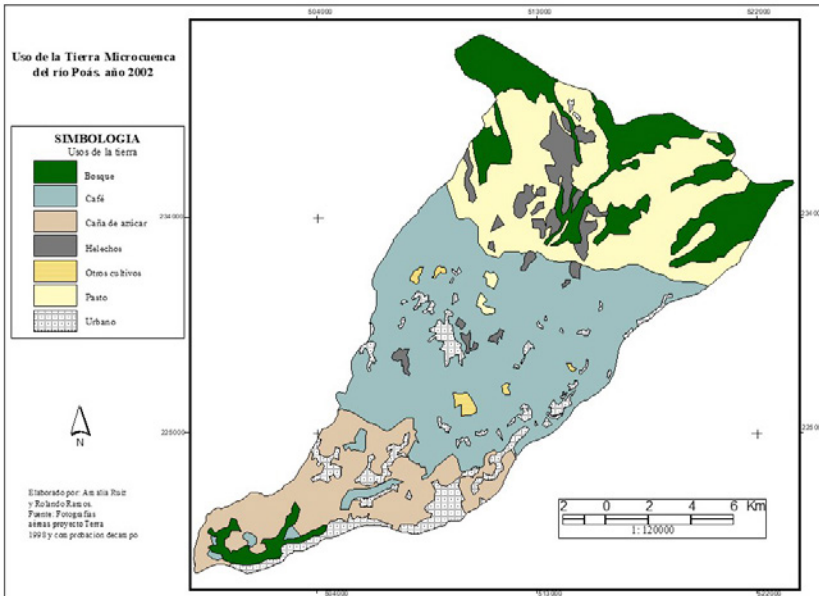 504000 513000 522000
Uso de la Tierra Microcuenca
del río Poás. año 2002
SIMBOLOGIA
Usos de la tierra
Bosque
Café
Caña de azúcar
Helechos
Otros cultivos
Pasto
Urbano
234000
234000
225000
N
Elaborado por: Amalia Ruiz
y Rolando Ramos.
Fuente: Fotografías
aéreas proyecto Terra
1998 y comprobación de campo
2 0 2 4 6 Km
1:120000
504000 513000 522000